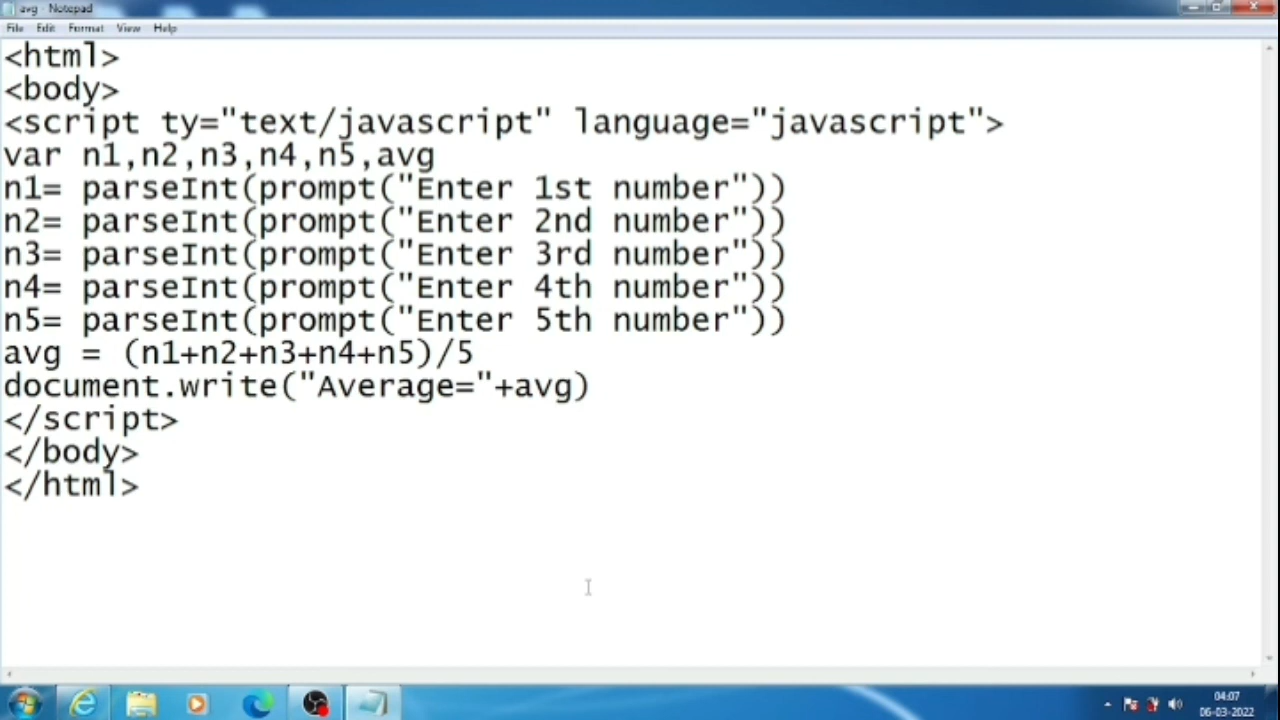 avg - Notepad
File Edit Format View Help
<html>
<body>
<script ty="text/javascript" language="javascript">
var n1,n2,n3,n4,n5,avg
n1= parseInt(prompt("Enter 1st number"))
n2= parseInt(prompt("Enter 2nd number"))
n3= parseInt(prompt("Enter 3rd number"))
n4= parseInt(prompt("Enter 4th number"))
n5= parseInt(prompt("Enter 5th number"))
avg = (n1+n2+n3+n4+n5)/5
document.write("Average="+avg)
</script>
</body>
</html>
04:07
06-03-2022